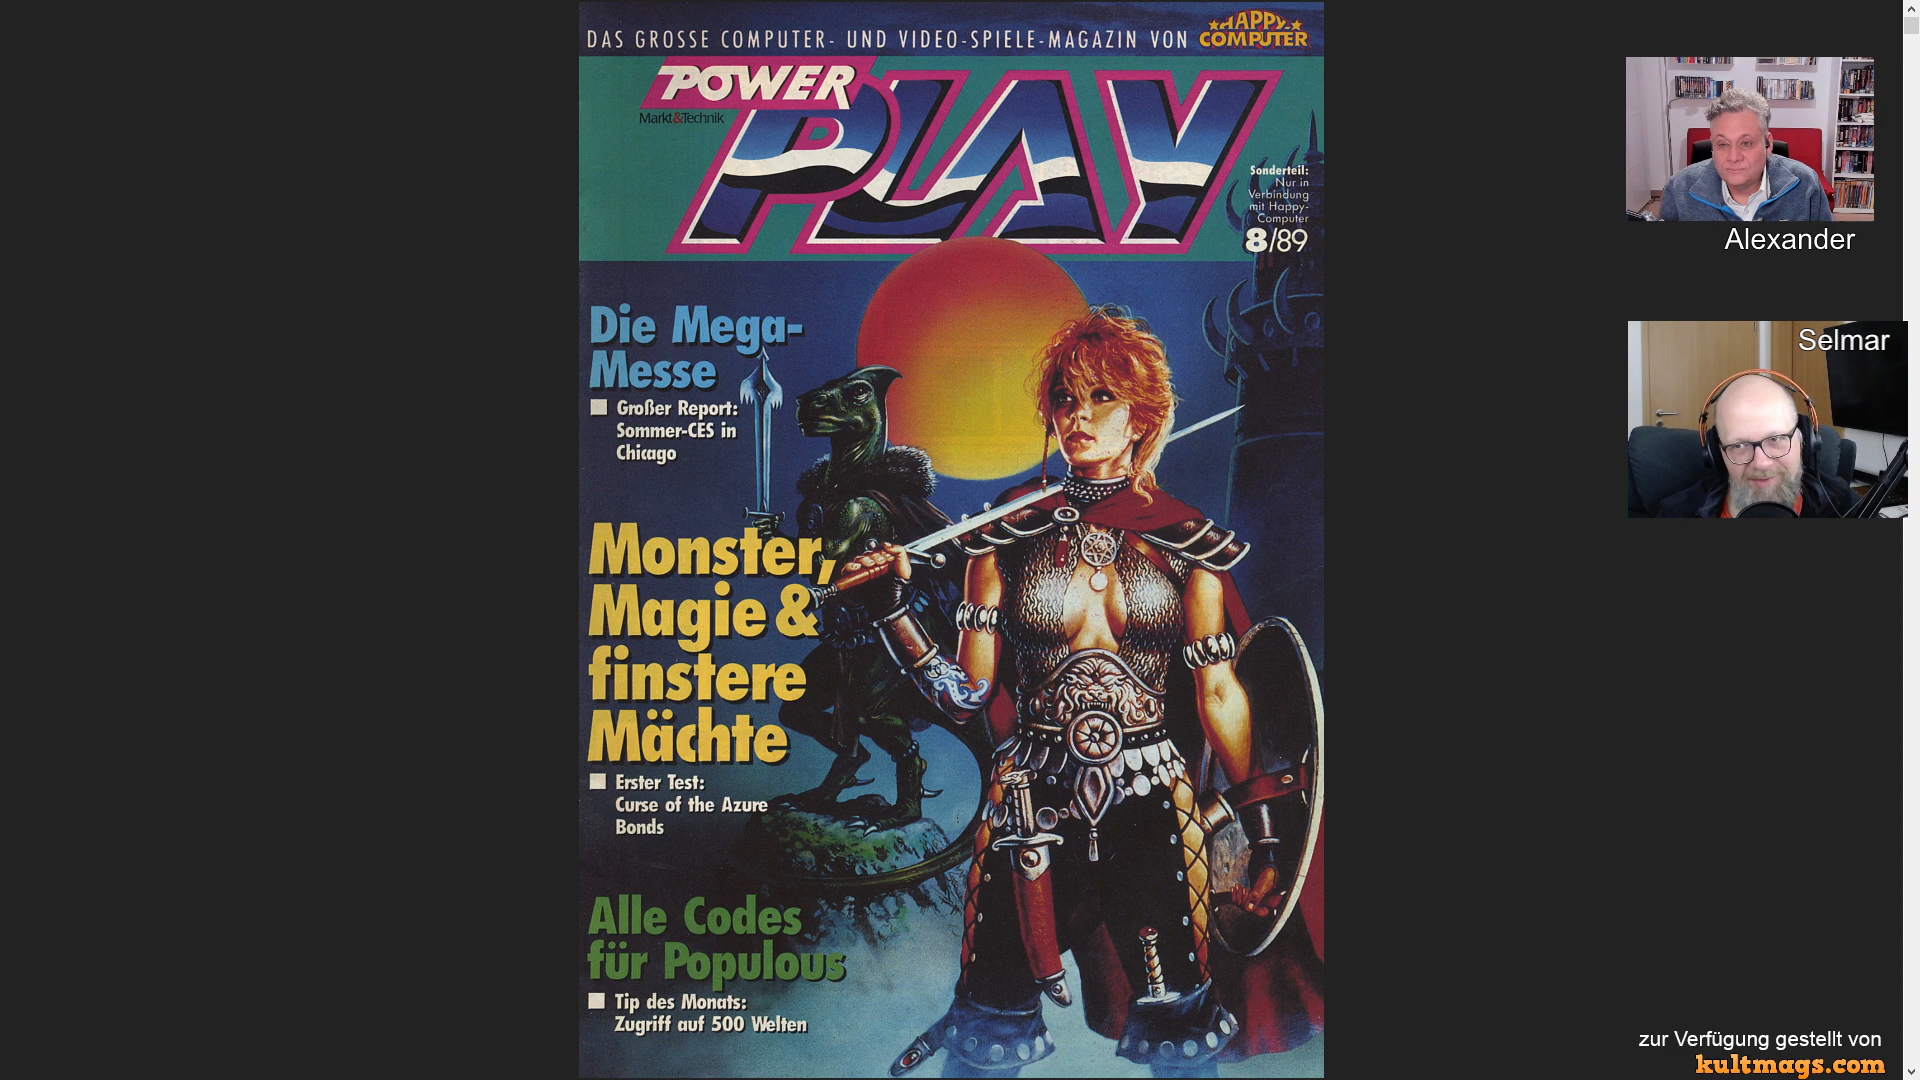 DAS GROSSE COMPUTER- UND VIDEO-SPIELE-MAGAZIN VON
HAPPY
COMPUTER
POWER
Markt&Technik
PLAY
Sonderteil:
Nur in
Verbindung
mit Happy-
Computer
8/89
Die Mega-
Messe
Großer Report:
Sommer-CES in
Chicago
Monster,
Magie &
finstere
Mächte
Erster Test:
Curse of the Azure
Bonds
Alle Codes
für Populous
Tip des Monats:
Zugriff auf 500 Welten
Alexander
Selmar
zur Verfügung gestellt von
kultmags.com